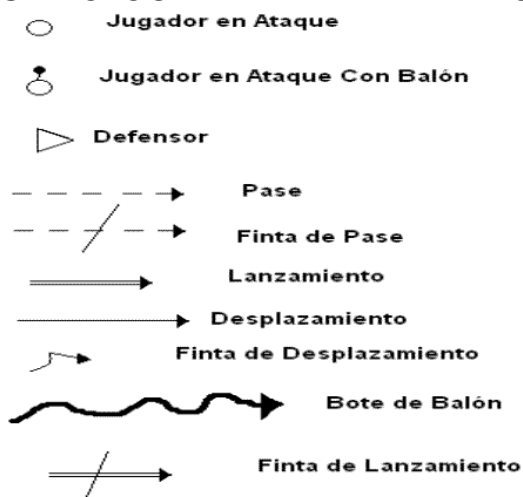 Jugador en Ataque
Jugador en Ataque Con Balón
Defensor
Pase
Finta de Pase
Lanzamiento
Desplazamiento
Finta de Desplazamiento
Bote de Balón
Finta de Lanzamiento